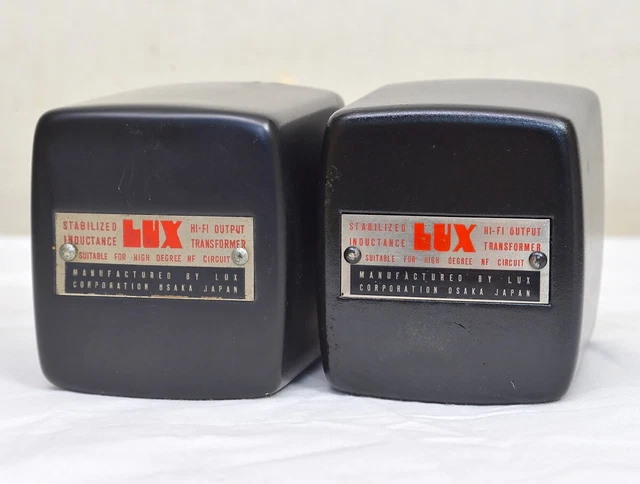 STABILIZED LUX HI-FI OUTPUT
INDUCTANCE TRANSFORMER
SUITABLE FOR HIGH DEGREE NF CIRCUIT
MANUFACTURED BY LUX
CORPORATION OSAKA JAPAN
STABILIZED LUX HI-FI OUTPUT
INDUCTANCE TRANSFORMER
SUITABLE FOR HIGH DEGREE NF CIRCUIT
MANUFACTURED BY LUX
CORPORATION OSAKA JAPAN